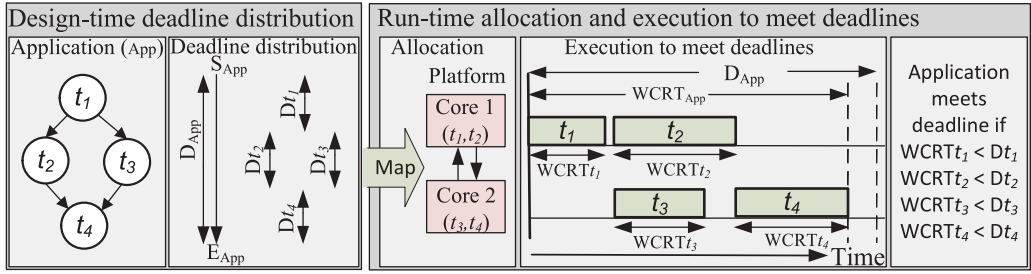 Design-time deadline distribution
Application (App)
t1
t2
t3
t4
Deadline distribution
SApp
DApp
Dt1
Dt2
Dt3
Dt4
EApp
Map
Run-time allocation and execution to meet deadlines
Allocation
Platform
Core 1
(t1,t2)
Core 2
(t3,t4)
Execution to meet deadlines
DApp
WCRTApp
t1
t2
WCRTt1
WCRTt2
t3
t4
WCRTt3
WCRTt4
Time
Application
meets
deadline if
WCRTt1 < Dt1
WCRTt2 < Dt2
WCRTt3 < Dt3
WCRTt4 < Dt4